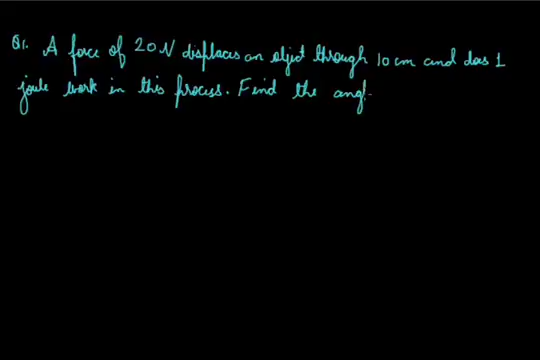 Q1. A force of 20N displaces an object through 10 cm and does 1
joule work in this process. Find the angl